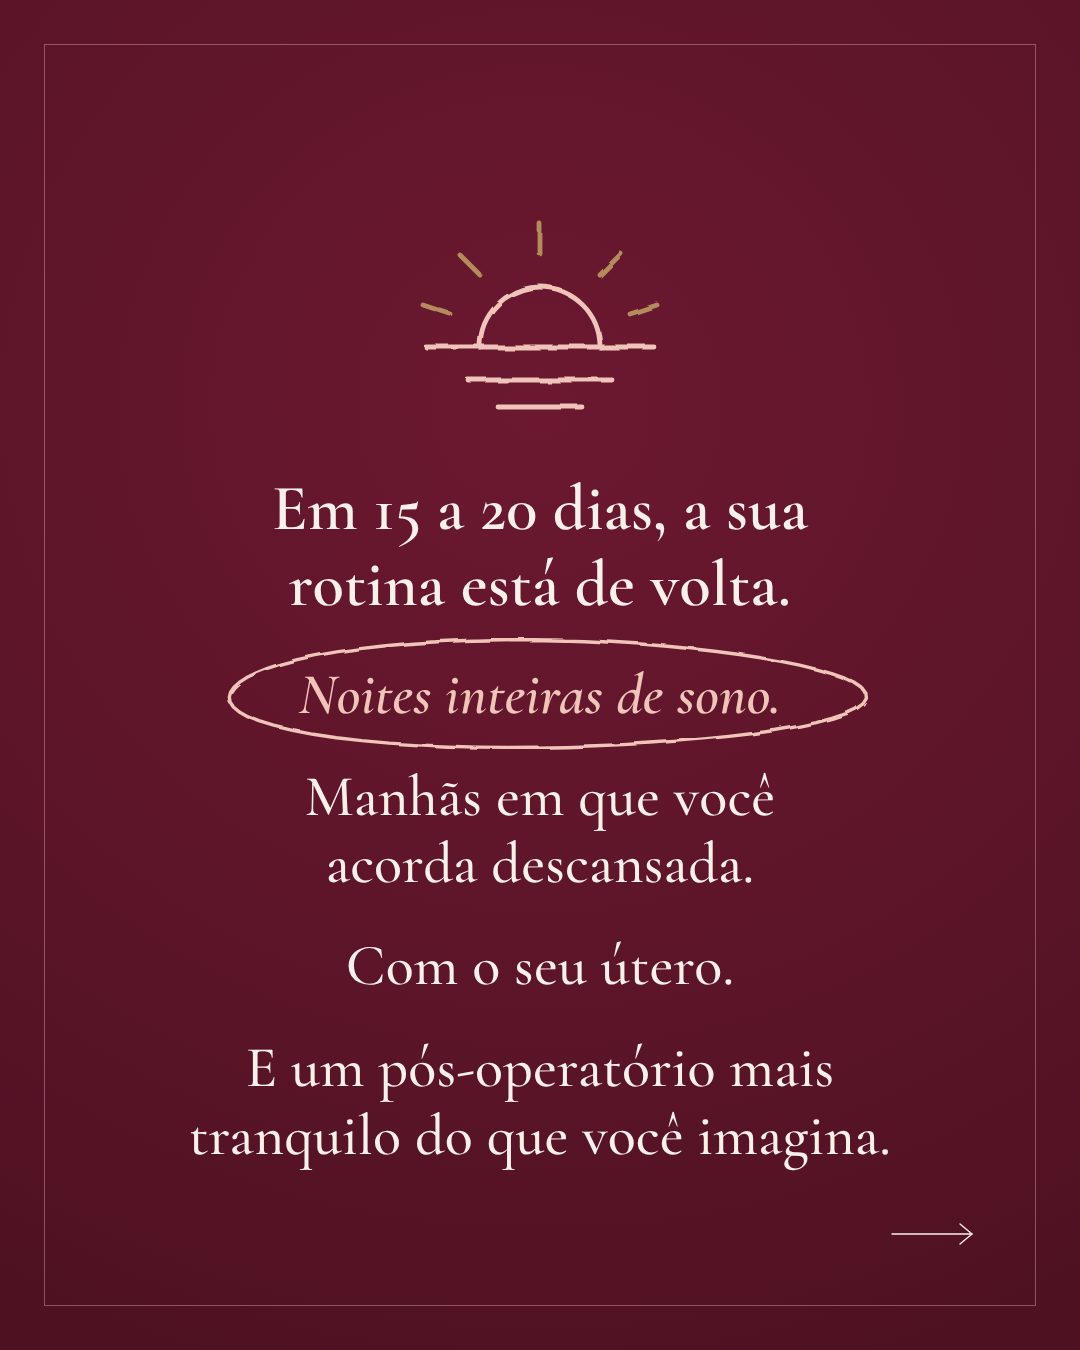 Em 15 a 20 dias, a sua
rotina está de volta.
Noites inteiras de sono.
Manhãs em que você
acorda descansada.
Com o seu útero.
E um pós-operatório mais
tranquilo do que você imagina.